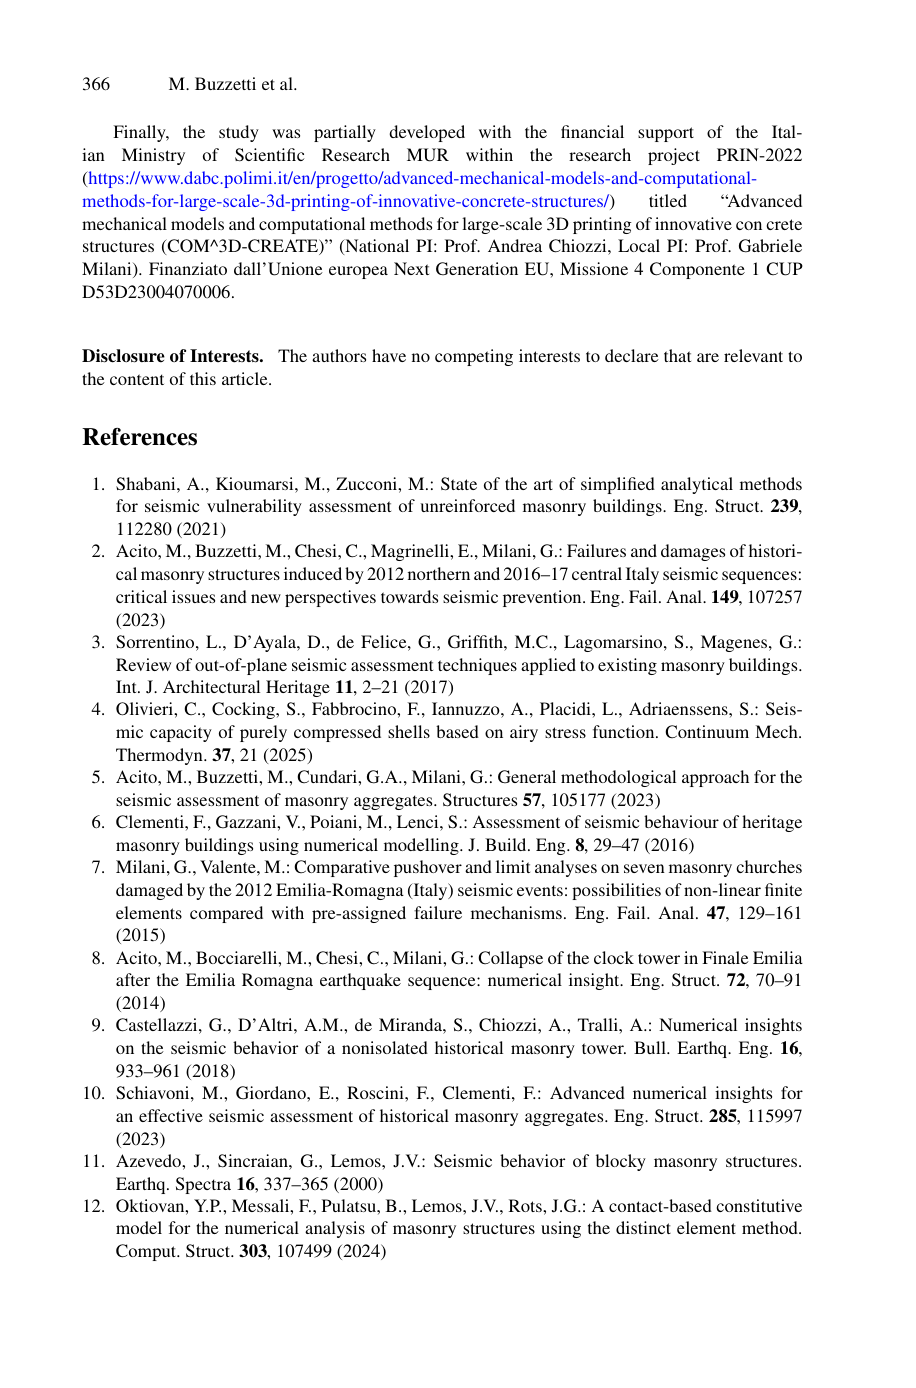 366 M. Buzzetti et al.
Finally, the study was partially developed with the financial support of the Ital-
ian Ministry of Scientific Research MUR within the research project PRIN-2022
(https://www.dabc.polimi.it/en/progetto/advanced-mechanical-models-and-computational-
methods-for-large-scale-3d-printing-of-innovative-concrete-structures/) titled “Advanced
mechanical models and computational methods for large-scale 3D printing of innovative con crete
structures (COM^3D-CREATE)” (National PI: Prof. Andrea Chiozzi, Local PI: Prof. Gabriele
Milani). Finanziato dall’Unione europea Next Generation EU, Missione 4 Componente 1 CUP
D53D23004070006.
Disclosure of Interests. The authors have no competing interests to declare that are relevant to
the content of this article.
References
1. Shabani, A., Kioumarsi, M., Zucconi, M.: State of the art of simplified analytical methods
for seismic vulnerability assessment of unreinforced masonry buildings. Eng. Struct. 239,
112280 (2021)
2. Acito, M., Buzzetti, M., Chesi, C., Magrinelli, E., Milani, G.: Failures and damages of histori-
cal masonry structures induced by 2012 northern and 2016–17 central Italy seismic sequences:
critical issues and new perspectives towards seismic prevention. Eng. Fail. Anal. 149, 107257
(2023)
3. Sorrentino, L., D’Ayala, D., de Felice, G., Griffith, M.C., Lagomarsino, S., Magenes, G.:
Review of out-of-plane seismic assessment techniques applied to existing masonry buildings.
Int. J. Architectural Heritage 11, 2–21 (2017)
4. Olivieri, C., Cocking, S., Fabbrocino, F., Iannuzzo, A., Placidi, L., Adriaenssens, S.: Seis-
mic capacity of purely compressed shells based on airy stress function. Continuum Mech.
Thermodyn. 37, 21 (2025)
5. Acito, M., Buzzetti, M., Cundari, G.A., Milani, G.: General methodological approach for the
seismic assessment of masonry aggregates. Structures 57, 105177 (2023)
6. Clementi, F., Gazzani, V., Poiani, M., Lenci, S.: Assessment of seismic behaviour of heritage
masonry buildings using numerical modelling. J. Build. Eng. 8, 29–47 (2016)
7. Milani, G., Valente, M.: Comparative pushover and limit analyses on seven masonry churches
damaged by the 2012 Emilia-Romagna (Italy) seismic events: possibilities of non-linear finite
elements compared with pre-assigned failure mechanisms. Eng. Fail. Anal. 47, 129–161
(2015)
8. Acito, M., Bocciarelli, M., Chesi, C., Milani, G.: Collapse of the clock tower in Finale Emilia
after the Emilia Romagna earthquake sequence: numerical insight. Eng. Struct. 72, 70–91
(2014)
9. Castellazzi, G., D’Altri, A.M., de Miranda, S., Chiozzi, A., Tralli, A.: Numerical insights
on the seismic behavior of a nonisolated historical masonry tower. Bull. Earthq. Eng. 16,
933–961 (2018)
10. Schiavoni, M., Giordano, E., Roscini, F., Clementi, F.: Advanced numerical insights for
an effective seismic assessment of historical masonry aggregates. Eng. Struct. 285, 115997
(2023)
11. Azevedo, J., Sincraian, G., Lemos, J.V.: Seismic behavior of blocky masonry structures.
Earthq. Spectra 16, 337–365 (2000)
12. Oktiovan, Y.P., Messali, F., Pulatsu, B., Lemos, J.V., Rots, J.G.: A contact-based constitutive
model for the numerical analysis of masonry structures using the distinct element method.
Comput. Struct. 303, 107499 (2024)